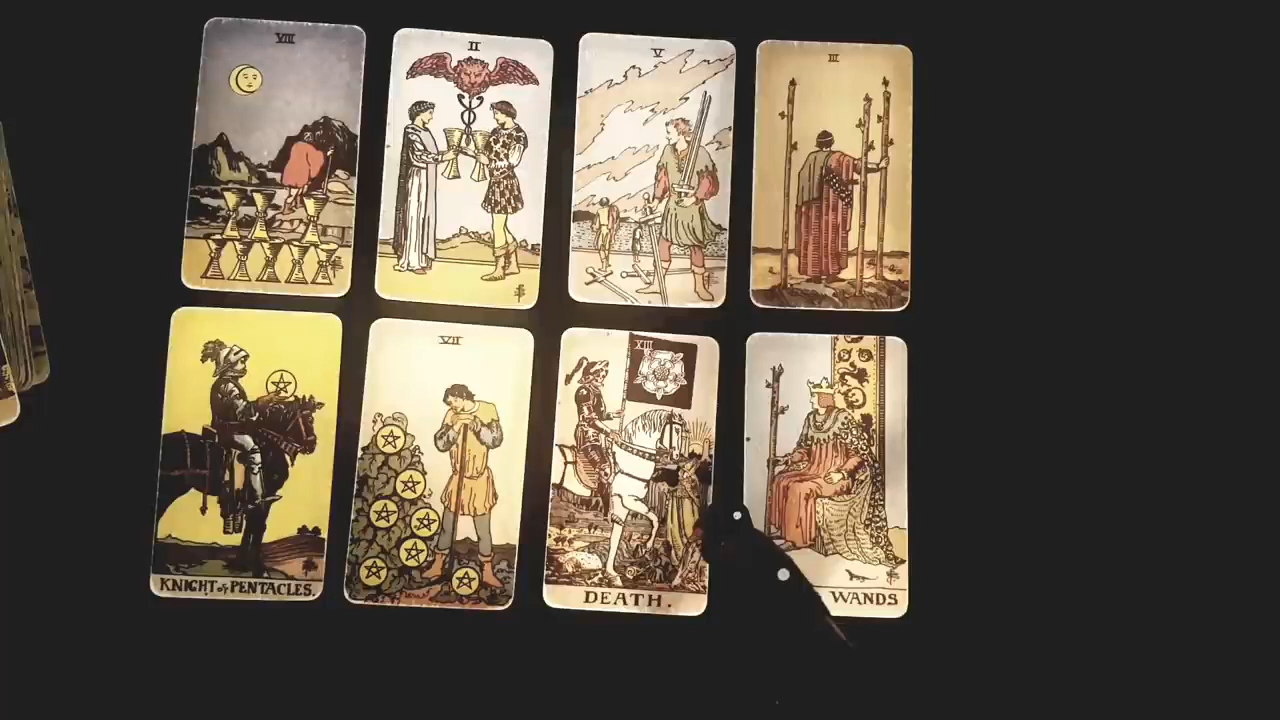 VIII
II
V
III
KNIGHT of PENTACLES.
VII
XIII
DEATH.
WANDS